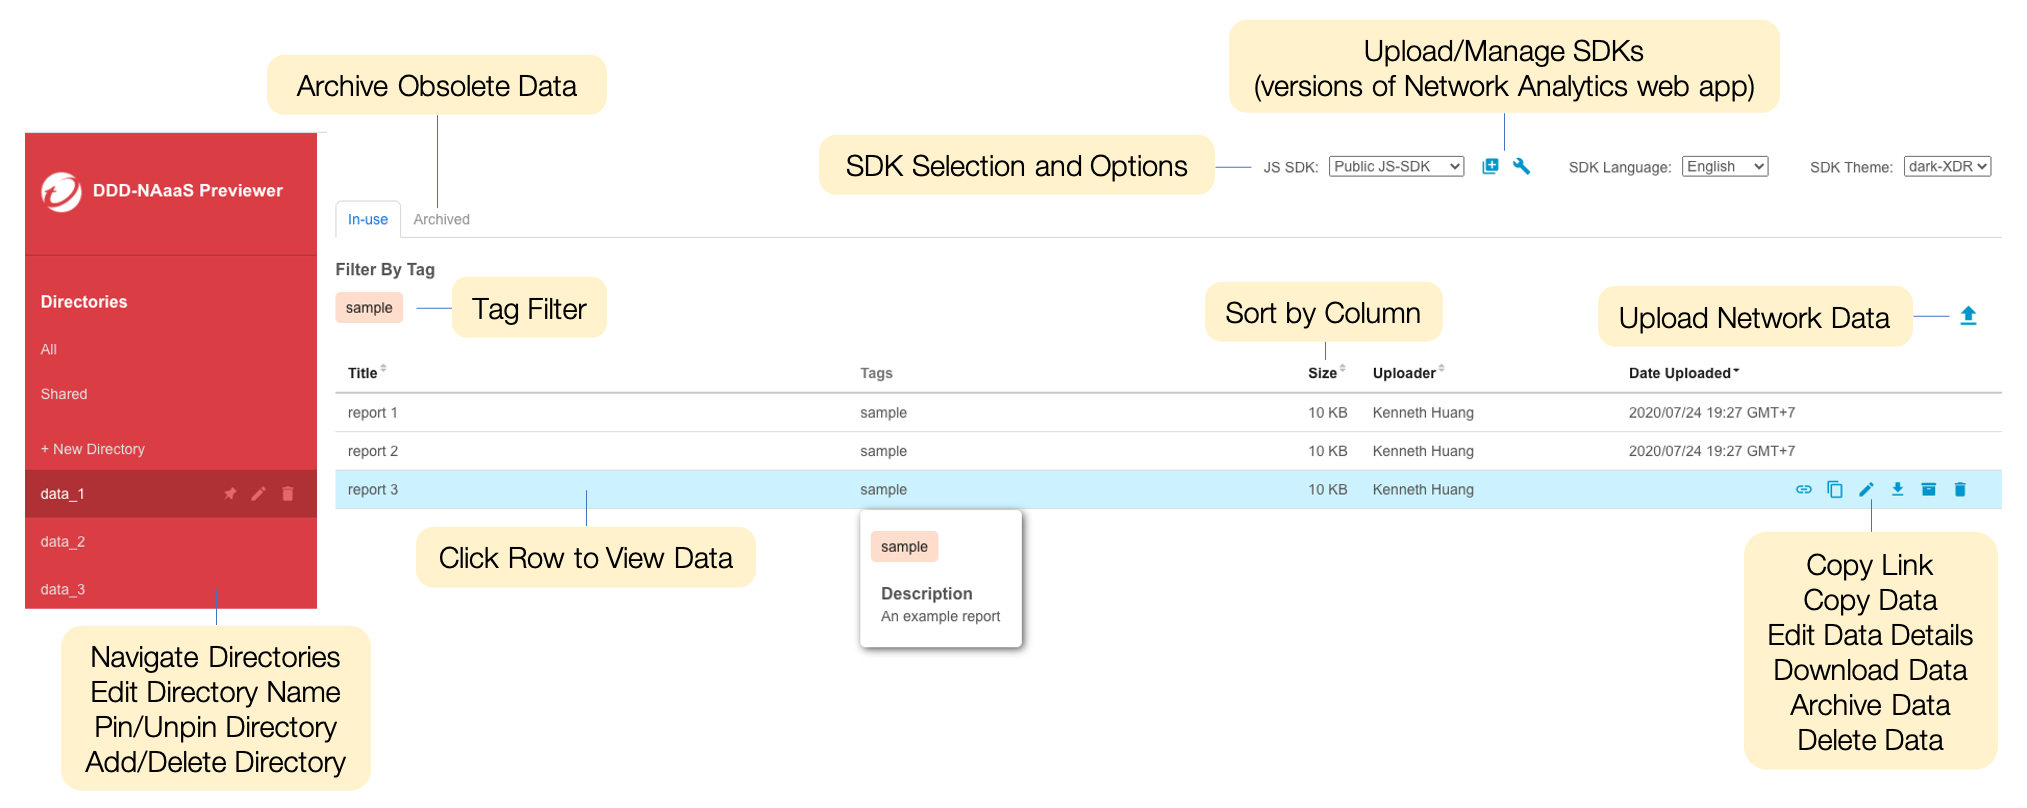 Upload/Manage SDKs
(versions of Network Analytics web app)
Archive Obsolete Data
SDK Selection and Options
JS SDK: Public JS-SDK
SDK Language: English
SDK Theme: dark-XDR
DDD-NAaaS Previewer
In-use
Archived
Directories
All
Shared
+ New Directory
data_1
data_2
data_3
Navigate Directories
Edit Directory Name
Pin/Unpin Directory
Add/Delete Directory
Filter By Tag
sample
Tag Filter
Sort by Column
Upload Network Data
Title Tags Size Uploader Date Uploaded
report 1 sample 10 KB Kenneth Huang 2020/07/24 19:27 GMT+7
report 2 sample 10 KB Kenneth Huang 2020/07/24 19:27 GMT+7
report 3 sample 10 KB Kenneth Huang
Click Row to View Data
sample
Description
An example report
Copy Link
Copy Data
Edit Data Details
Download Data
Archive Data
Delete Data